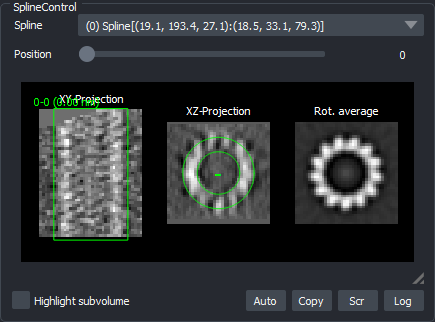 SplineControl
Spline
(0) Spline[(19.1, 193.4, 27.1):(18.5, 33.1, 79.3)]
Position
0
0-0 (0.00 nm)
XY-Projection
XZ-Projection
Rot. average
Highlight subvolume
Auto
Copy
Scr
Log